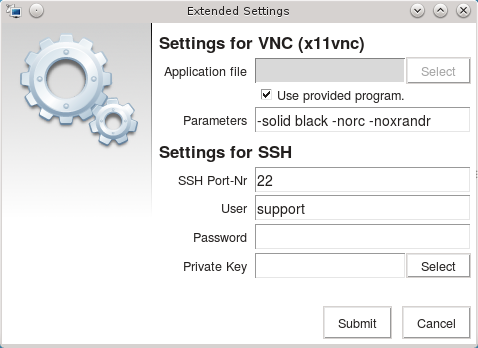 Extended Settings
Settings for VNC (x11vnc)
Application file Select
Use provided program.
Parameters -solid black -norc -noxrandr
Settings for SSH
SSH Port-Nr 22
User support
Password
Private Key Select
Submit Cancel